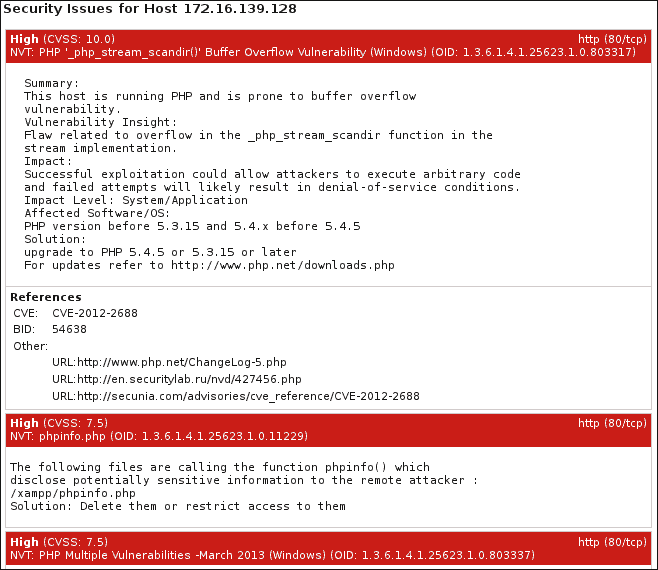 Security Issues for Host 172.16.139.128
High (CVSS: 10.0) http (80/tcp)
NVT: PHP '_php_stream_scandir()' Buffer Overflow Vulnerability (Windows) (OID: 1.3.6.1.4.1.25623.1.0.803317)
Summary:
This host is running PHP and is prone to buffer overflow
vulnerability.
Vulnerability Insight:
Flaw related to overflow in the _php_stream_scandir function in the
stream implementation.
Impact:
Successful exploitation could allow attackers to execute arbitrary code
and failed attempts will likely result in denial-of-service conditions.
Impact Level: System/Application
Affected Software/OS:
PHP version before 5.3.15 and 5.4.x before 5.4.5
Solution:
upgrade to PHP 5.4.5 or 5.3.15 or later
For updates refer to http://www.php.net/downloads.php
References
CVE: CVE-2012-2688
BID: 54638
Other:
URL:http://www.php.net/ChangeLog-5.php
URL:http://en.securitylab.ru/nvd/427456.php
URL:http://secunia.com/advisories/cve_reference/CVE-2012-2688
High (CVSS: 7.5) http (80/tcp)
NVT: phpinfo.php (OID: 1.3.6.1.4.1.25623.1.0.11229)
The following files are calling the function phpinfo() which
disclose potentially sensitive information to the remote attacker :
/xampp/phpinfo.php
Solution: Delete them or restrict access to them
High (CVSS: 7.5) http (80/tcp)
NVT: PHP Multiple Vulnerabilities -March 2013 (Windows) (OID: 1.3.6.1.4.1.25623.1.0.803337)